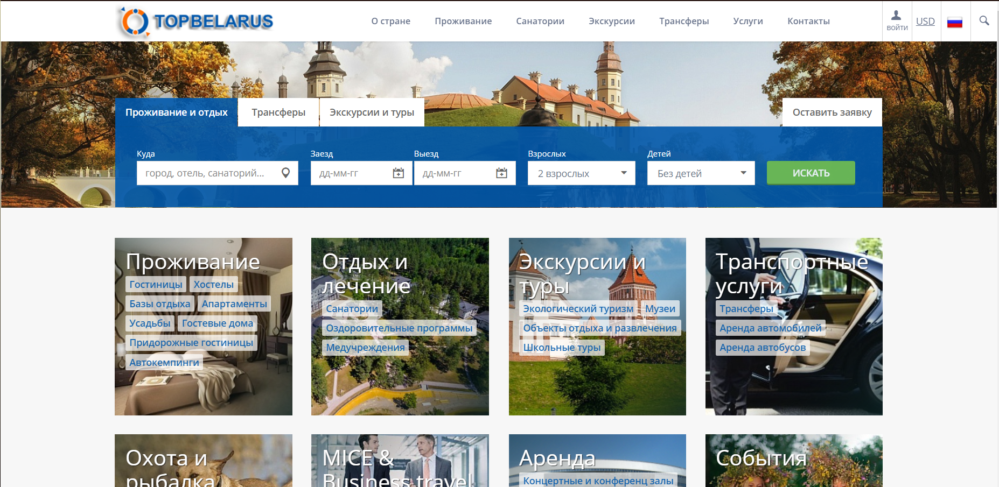 TOPBELARUS
О стране Проживание Санатории Экскурсии Трансферы Услуги Контакты
войти USD
Проживание и отдых Трансферы Экскурсии и туры Оставить заявку
Куда Заезд Выезд Взрослых Детей
город, отель, санаторий... дд-мм-гг дд-мм-гг 2 взрослых Без детей ИСКАТЬ
Проживание
Гостиницы Хостелы
Базы отдыха Апартаменты
Усадьбы Гостевые дома
Придорожные гостиницы
Автокемпинги
Отдых и
лечение
Санатории
Оздоровительные программы
Медучреждения
Экскурсии и
туры
Экологический туризм Музеи
Объекты отдыха и развлечения
Школьные туры
Транспортные
услуги
Трансферы
Аренда автомобилей
Аренда автобусов
Охота и
рыбалка
MICE &
Business travel
Аренда
Концертные и конференц залы
События